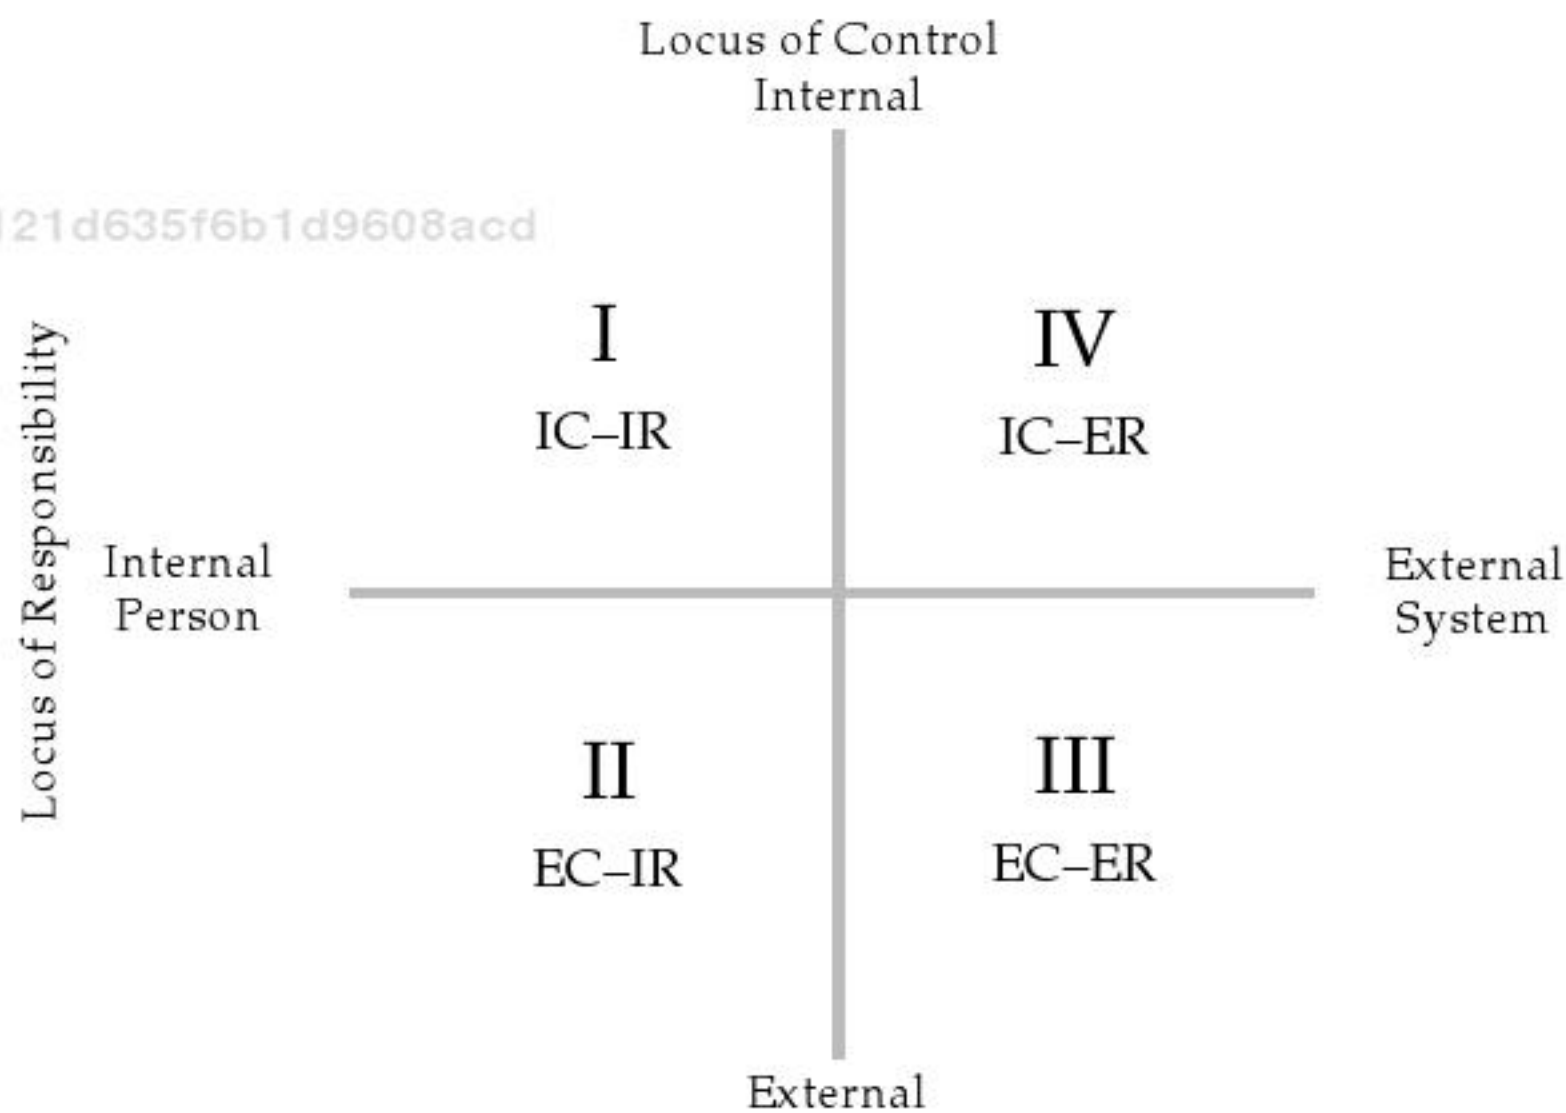 Locus of Control
Internal
121d635f6b1d9608acd
I
IC–IR
IV
IC–ER
Locus of Responsibility
Internal
Person
External
System
II
EC–IR
III
EC–ER
External